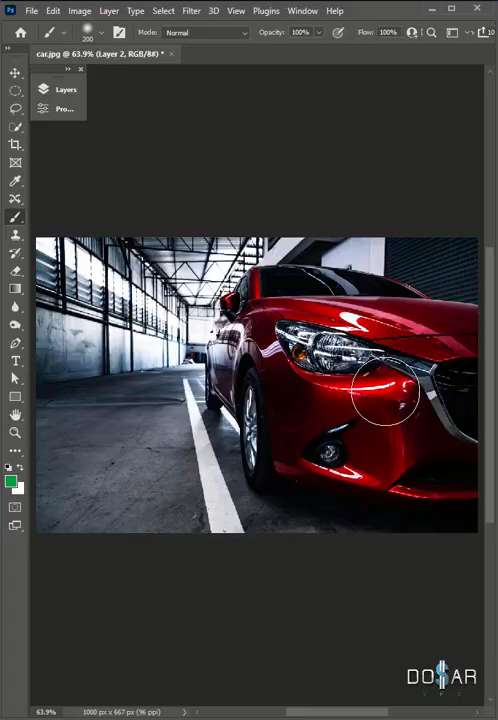 Ps File Edit Image Layer Type Select Filter 3D View Plugins Window Help
200 Mode: Normal Opacity: 100% Flow: 100%
car.jpg @ 63.9% (Layer 2, RGB/8#) *
Layers
Pro...
DOSAR
VFX
63.9% 1000 px x 667 px (96 ppi)